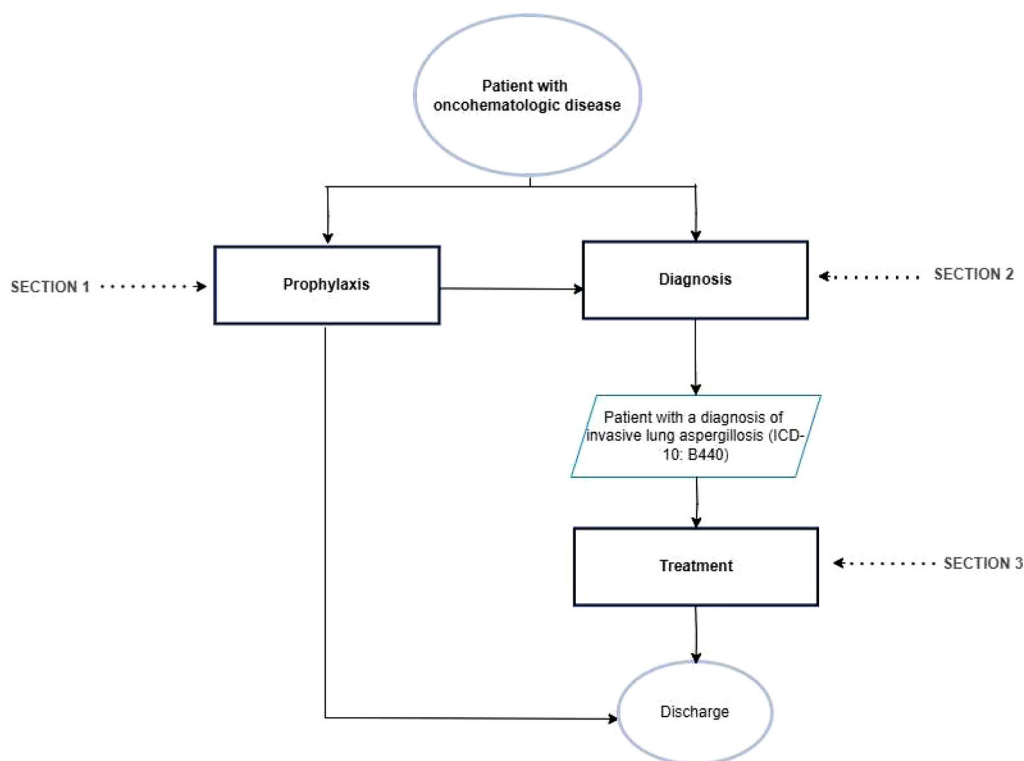 Patient with
oncohematologic disease
SECTION 1
Prophylaxis
Diagnosis
SECTION 2
Patient with a diagnosis of
invasive lung aspergillosis (ICD-
10: B440)
Treatment
SECTION 3
Discharge